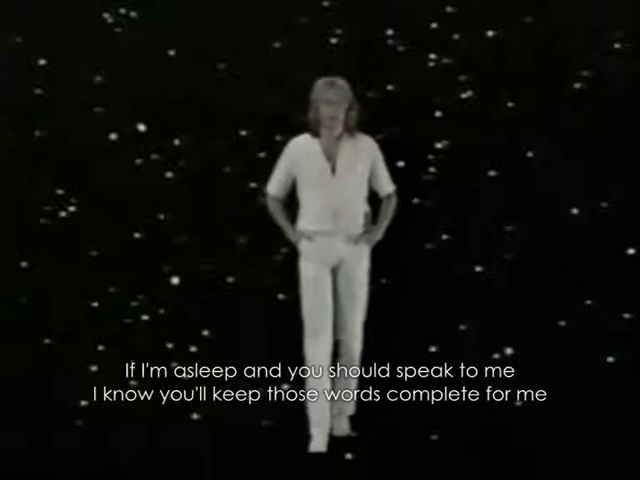 If I'm asleep and you should speak to me
I know you'll keep those words complete for me